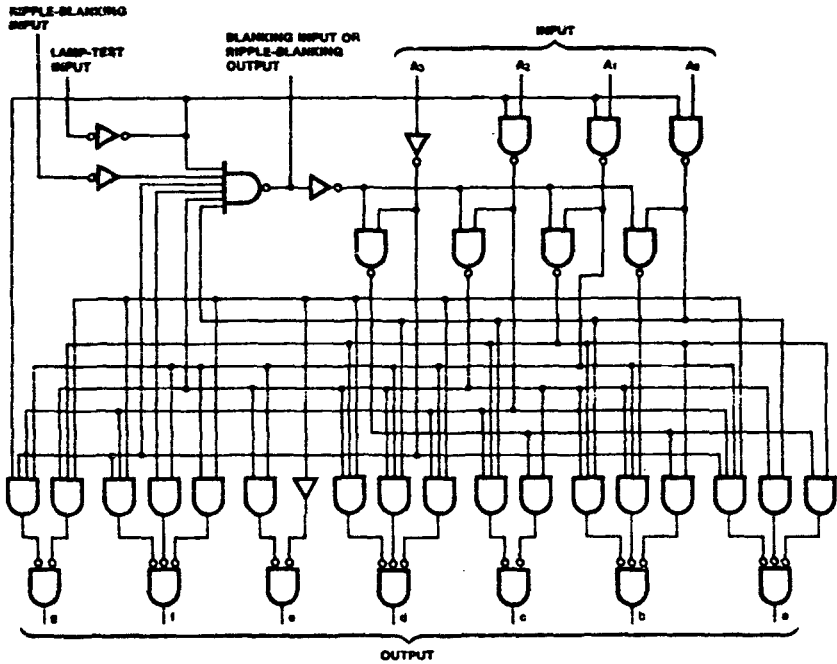 RIPPLE-BLANKING
INPUT
LAMP-TEST
INPUT
BLANKING INPUT OR
RIPPLE-BLANKING
OUTPUT
INPUT
A3
A2
A1
A0
g
f
e
d
c
b
a
OUTPUT